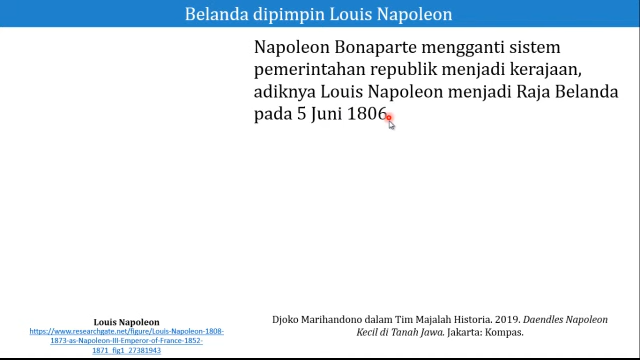 Belanda dipimpin Louis Napoleon
Napoleon Bonaparte mengganti sistem
pemerintahan republik menjadi kerajaan,
adiknya Louis Napoleon menjadi Raja Belanda
pada 5 Juni 1806.
Louis Napoleon
https://www.researchgate.net/figure/Louis-Napoleon-1808-
1873-as-Napoleon-III-Emperor-of-France-1852-
1871_fig1_27381943
Djoko Marihandono dalam Tim Majalah Historia. 2019. Daendles Napoleon
Kecil di Tanah Jawa. Jakarta: Kompas.